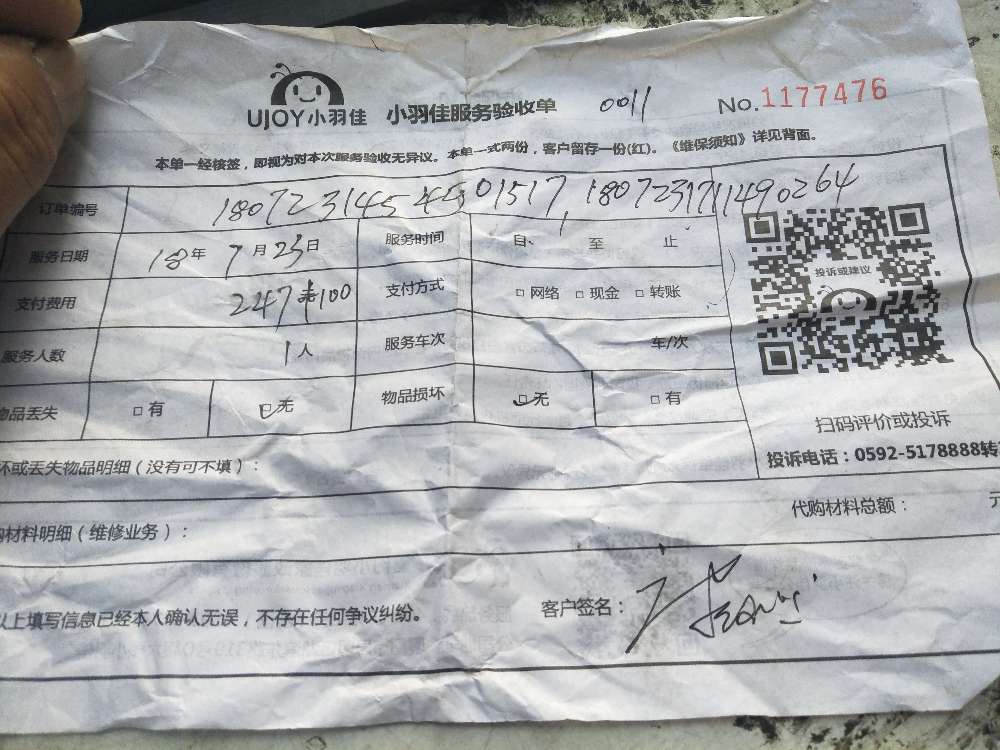 UJOY小羽佳 小羽佳服务验收单 0011 No.1177476
本单一经核签，即视为对本次服务验收无异议。本单一式两份，客户留存一份(红)。《维保须知》详见背面。
订单编号 180723171490264
服务日期 18年 7月23日 服务时间 自、 至 止
投诉或建议
支付费用 247 100 支付方式 □网络 □现金 □转账
服务人数 1人 服务车次 车/次
物品丢失 □有 □无 物品损坏 □无 □有
扫码评价或投诉
投诉电话：0592-5178888转
坏或丢失物品明细（没有可不填）：
代购材料总额： 元
购材料明细（维修业务）：
以上填写信息已经本人确认无误，不存在任何争议纠纷。 客户签名：